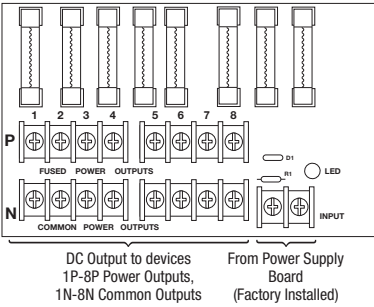 1 2 3 4 5 6 7 8
P
FUSED POWER OUTPUTS
D1
R1
LED
N
INPUT
COMMON POWER OUTPUTS
DC Output to devices
1P-8P Power Outputs,
1N-8N Common Outputs
From Power Supply
Board
(Factory Installed)